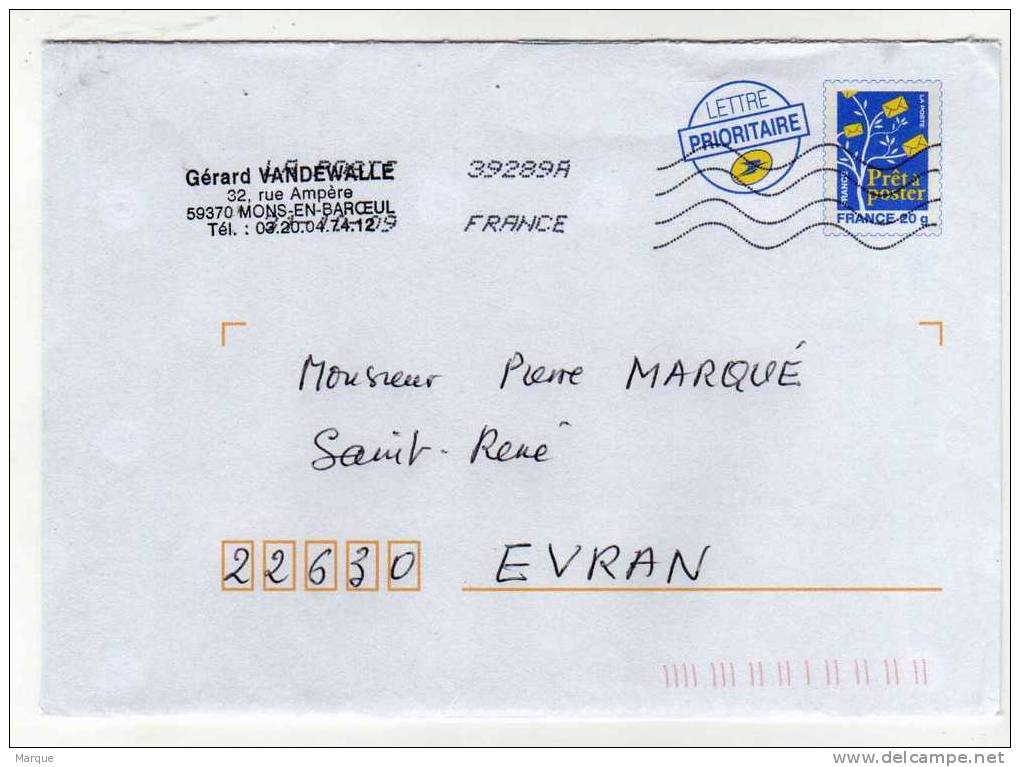 LETTRE
PRIORITAIRE
LA POSTE
FRANCE
Prêt à
poster
FRANCE 20 g
LA POSTE 39289A
Gérard VANDEWALLE
32, rue Ampère
59370 MONS-EN-BARŒUL
Tél. : 03.20.04.74.12
09 FRANCE
Monsieur Pierre MARQUÉ
Saint-René
22630 EVRAN
Marque
www.delcampe.net